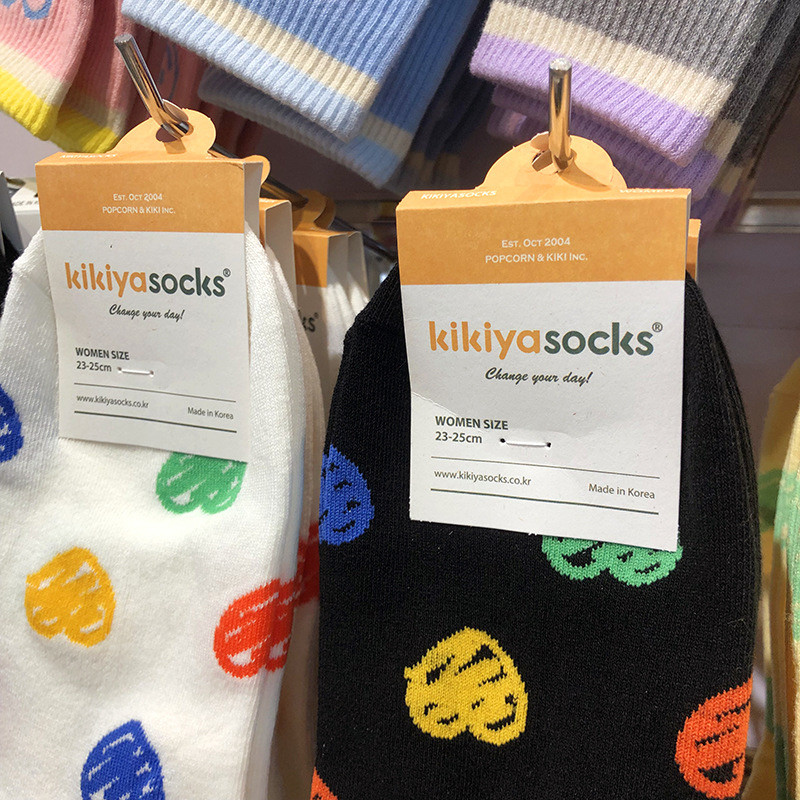 Est. Oct 2004
POPCORN & KIKI Inc.
kikiyasocks®
Change your day!
WOMEN SIZE
23-25cm
www.kikiyasocks.co.kr
Made in Korea
KIKIYASOCKS
Est. Oct 2004
POPCORN & KIKI Inc.
kikiyasocks®
Change your day!
WOMEN SIZE
23-25cm
www.kikiyasocks.co.kr
Made in Korea